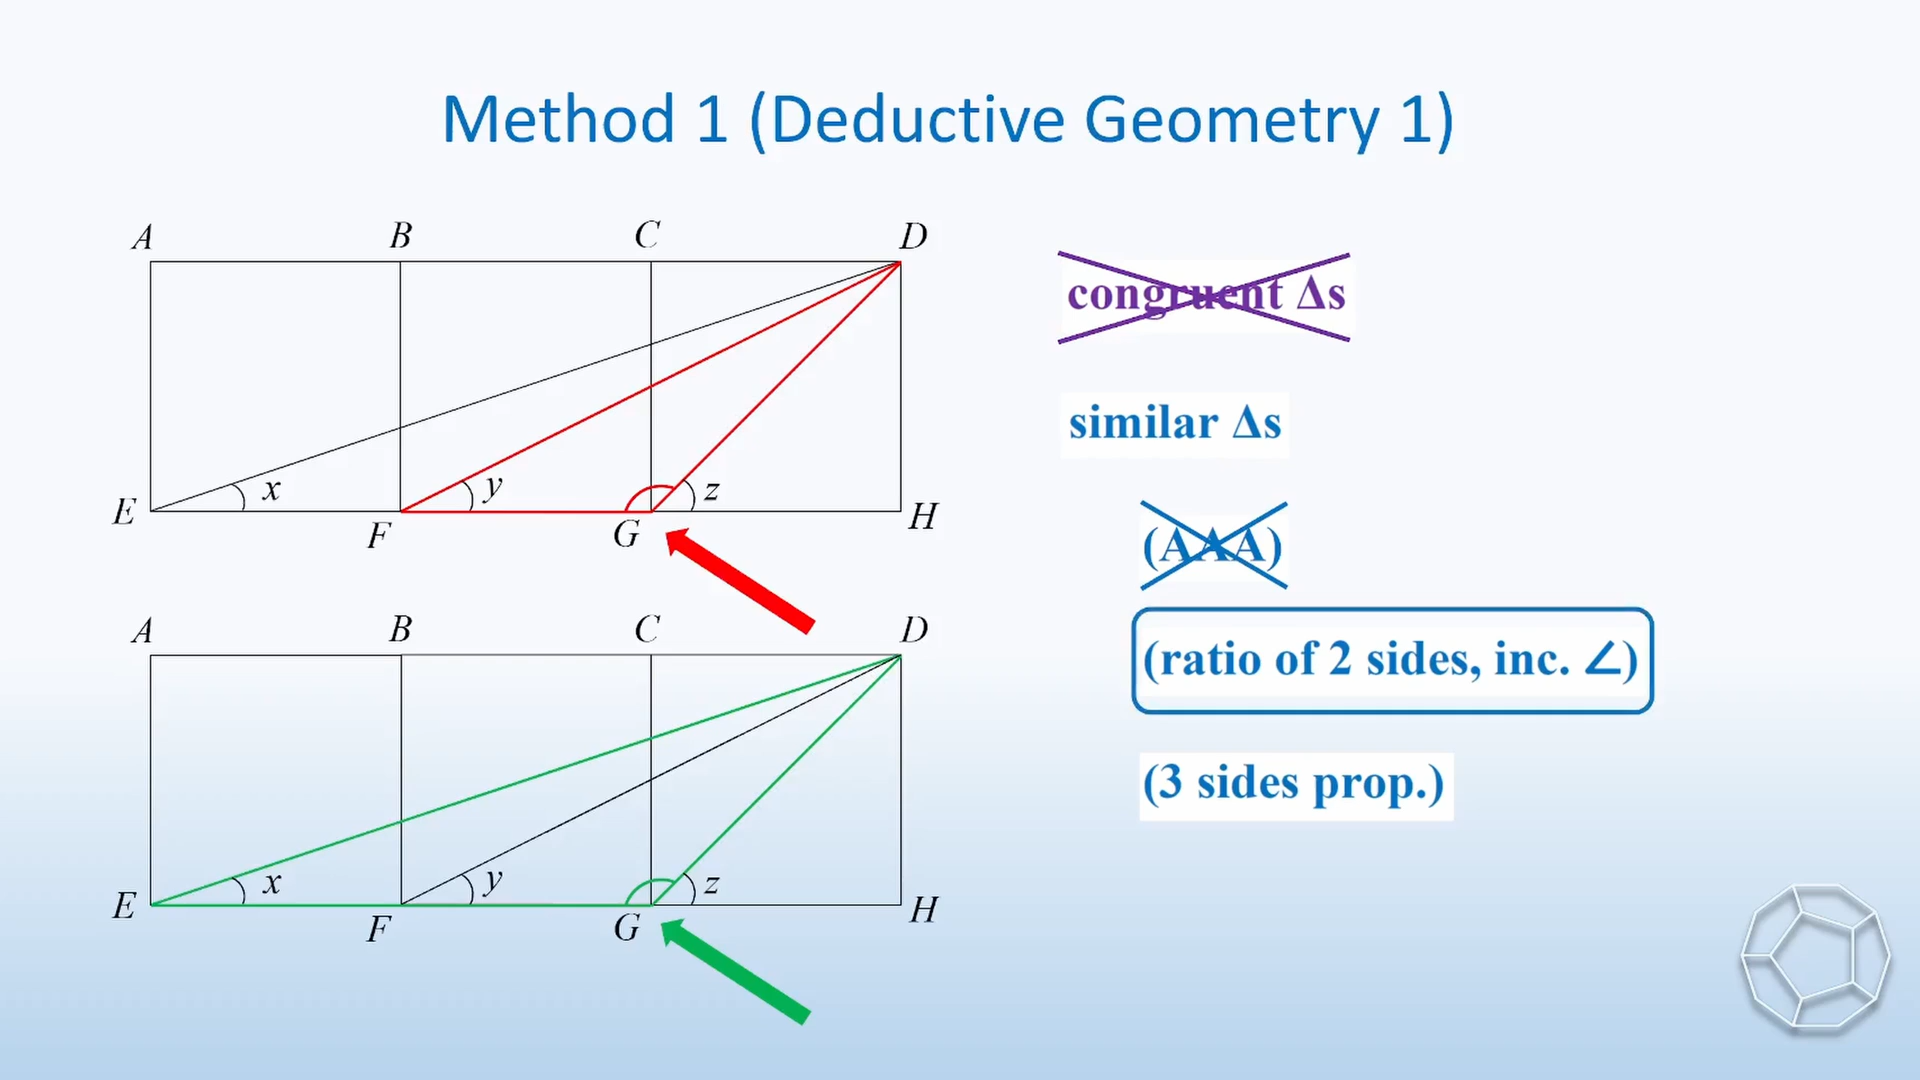 Method 1 (Deductive Geometry 1)
A B C D
congruent Δs
similar Δs
x y z
E F G H
(AAA)
A B C D
(ratio of 2 sides, inc. ∠)
(3 sides prop.)
x y z
E F G H